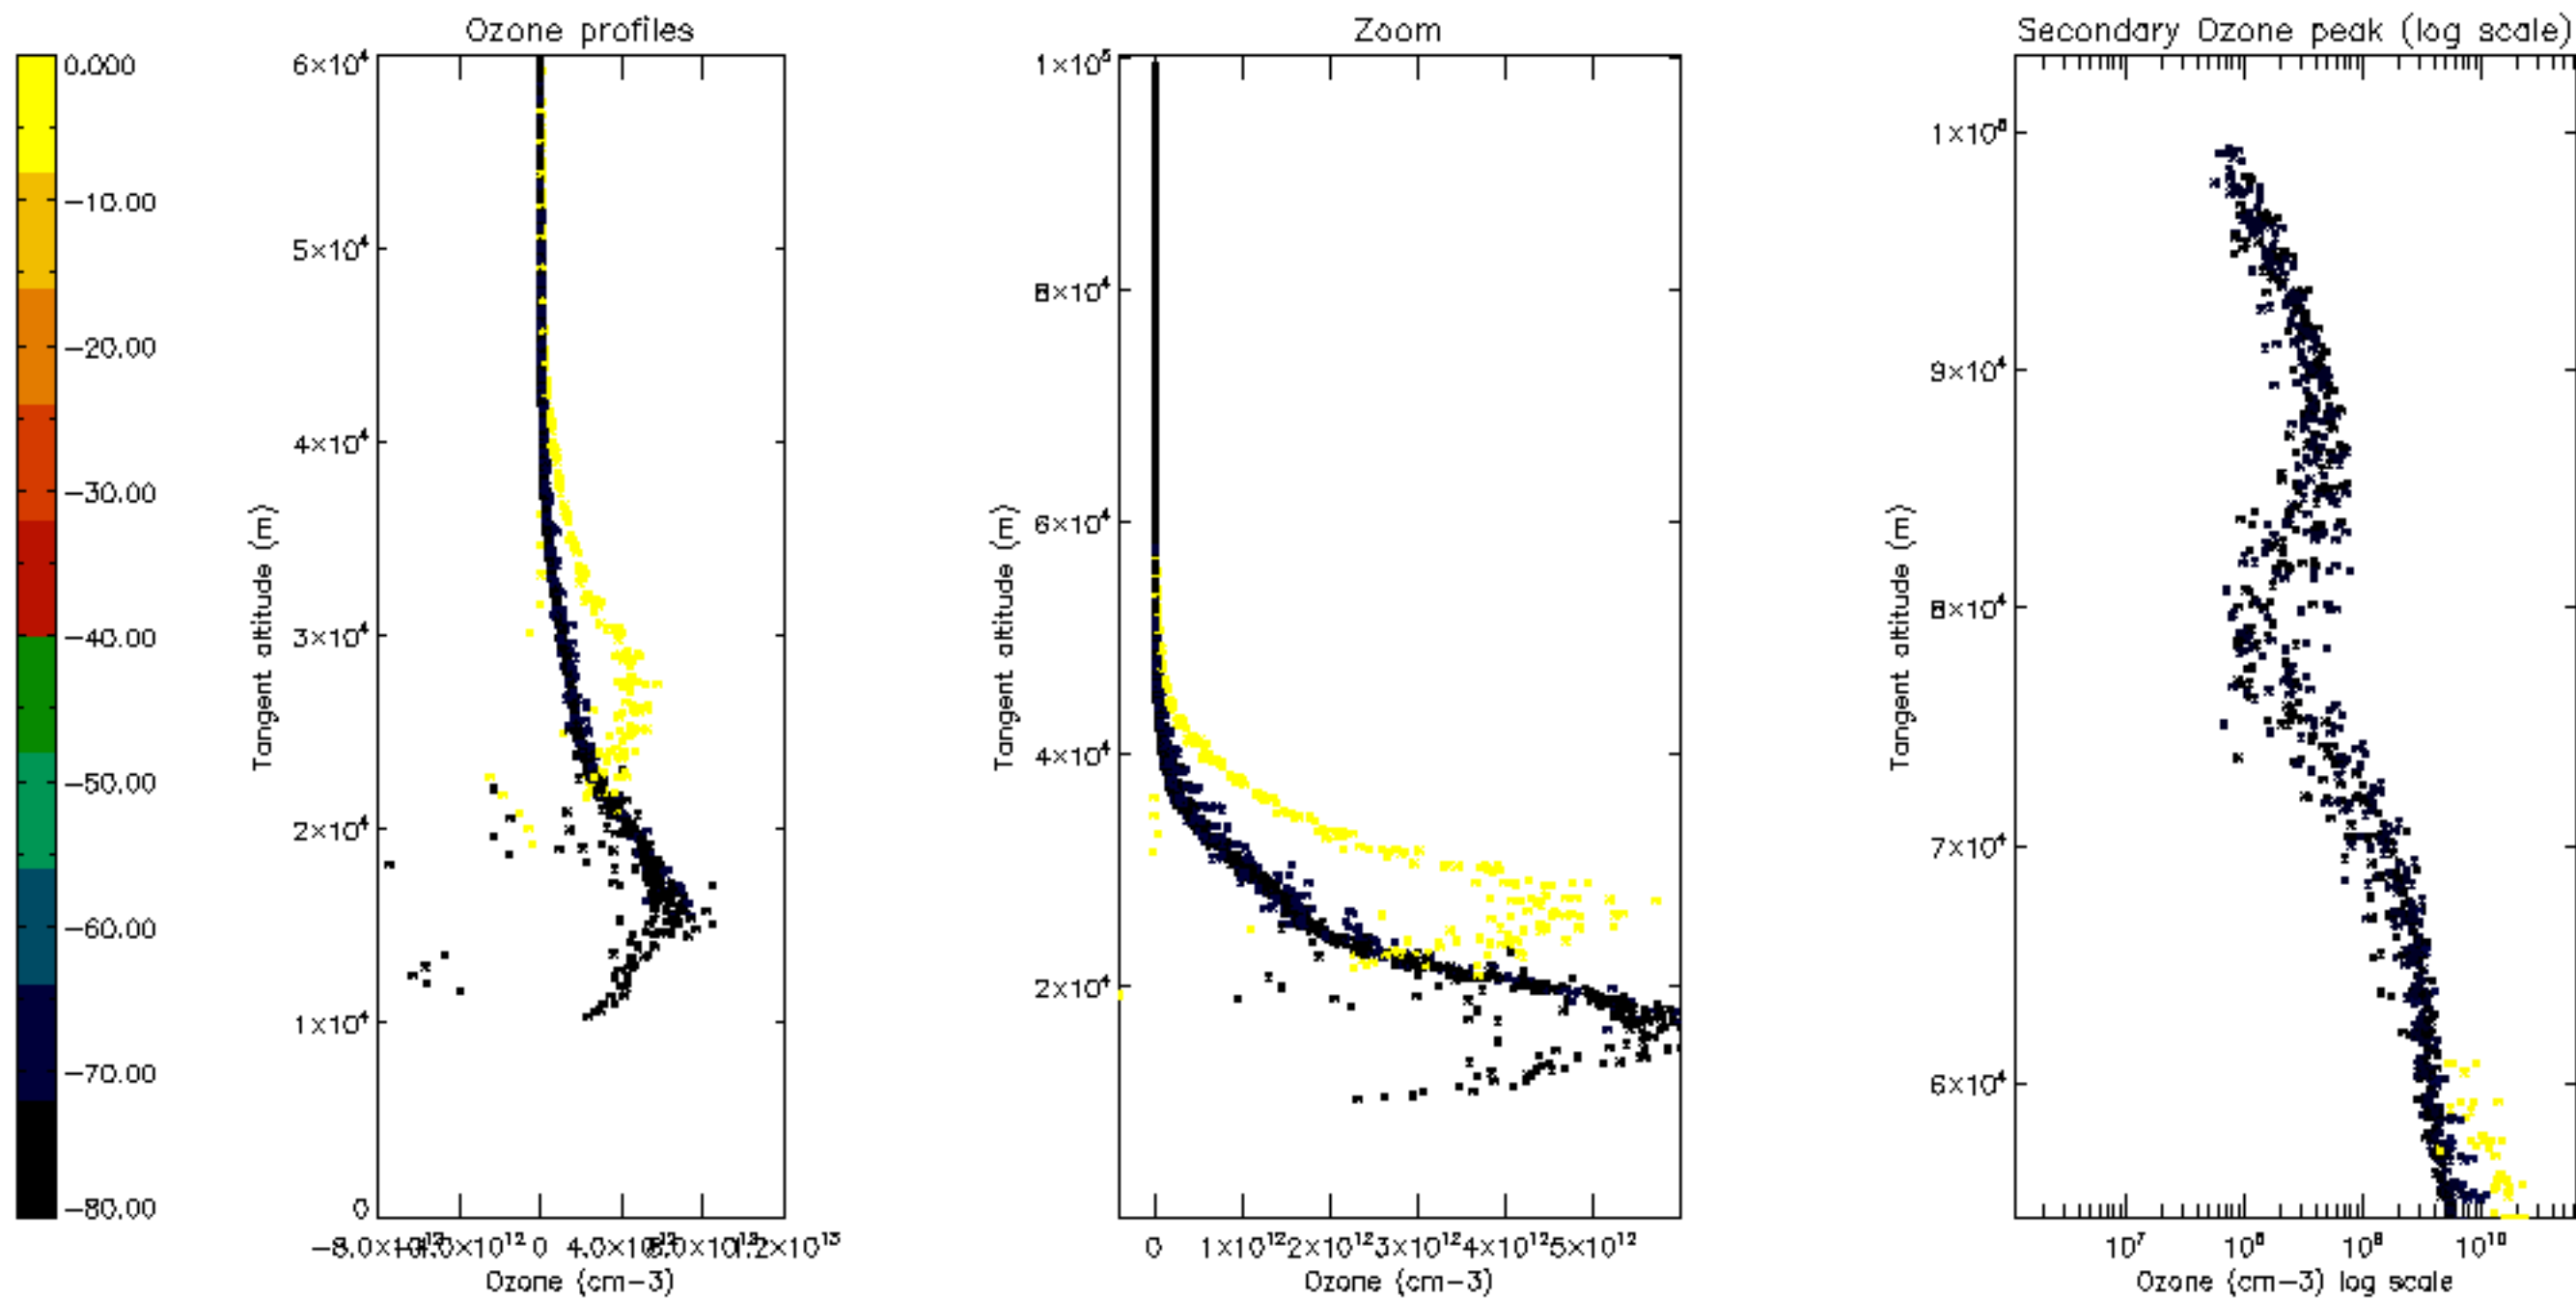 Ozone profiles
Zoom
Secondary Ozone peak (log scale)
0.000
−10.00
−20.00
−30.00
−40.00
−50.00
−60.00
−70.00
−80.00
6×10⁴
5×10⁴
4×10⁴
3×10⁴
2×10⁴
1×10⁴
0
Tangent altitude (m)
0
Ozone (cm−3)
1×10⁵
8×10⁴
6×10⁴
4×10⁴
2×10⁴
Tangent altitude (m)
0 1×10¹² 2×10¹² 3×10¹² 4×10¹² 5×10¹²
Ozone (cm−3)
9×10⁴
8×10⁴
7×10⁴
6×10⁴
Tangent altitude (m)
10⁷ 10⁸ 10⁹ 10¹⁰
Ozone (cm−3) log scale